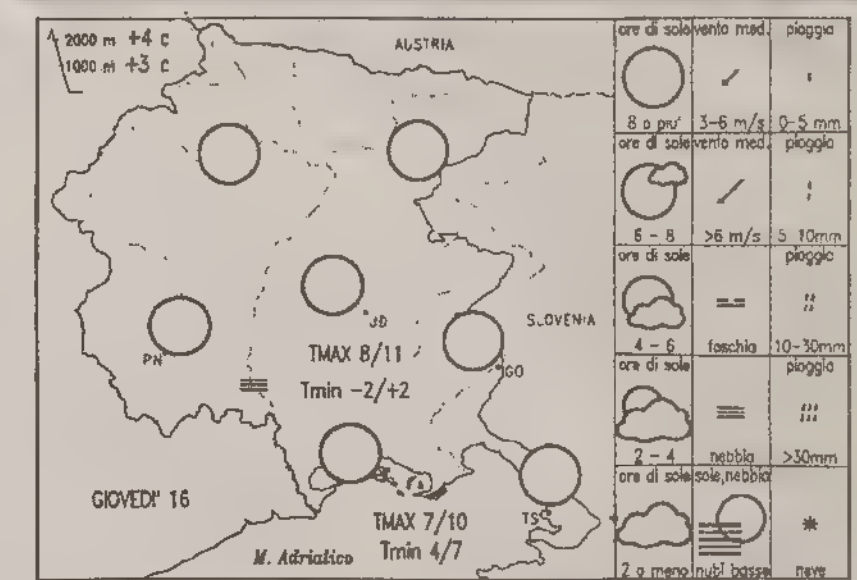 2000 m +4 c
1000 m +3 c
AUSTRIA
SLOVENIA
PN
UD
TMAX 8/11
Tmin -2/+2
GO
GIOVEDI' 16
TMAX 7/10
Tmin 4/7
TS
M. Adriatico
ore di sole vento med. pioggia
8 o piu' 3-6 m/s 0-5 mm
ore di sole vento med. pioggia
6 - 8 >6 m/s 5-10mm
ore di sole pioggia
4 - 6 foschia 10-30mm
ore di sole pioggia
2 - 4 nebbia >30mm
ore di sole sole,nebbia
2 o meno nubi basse neve